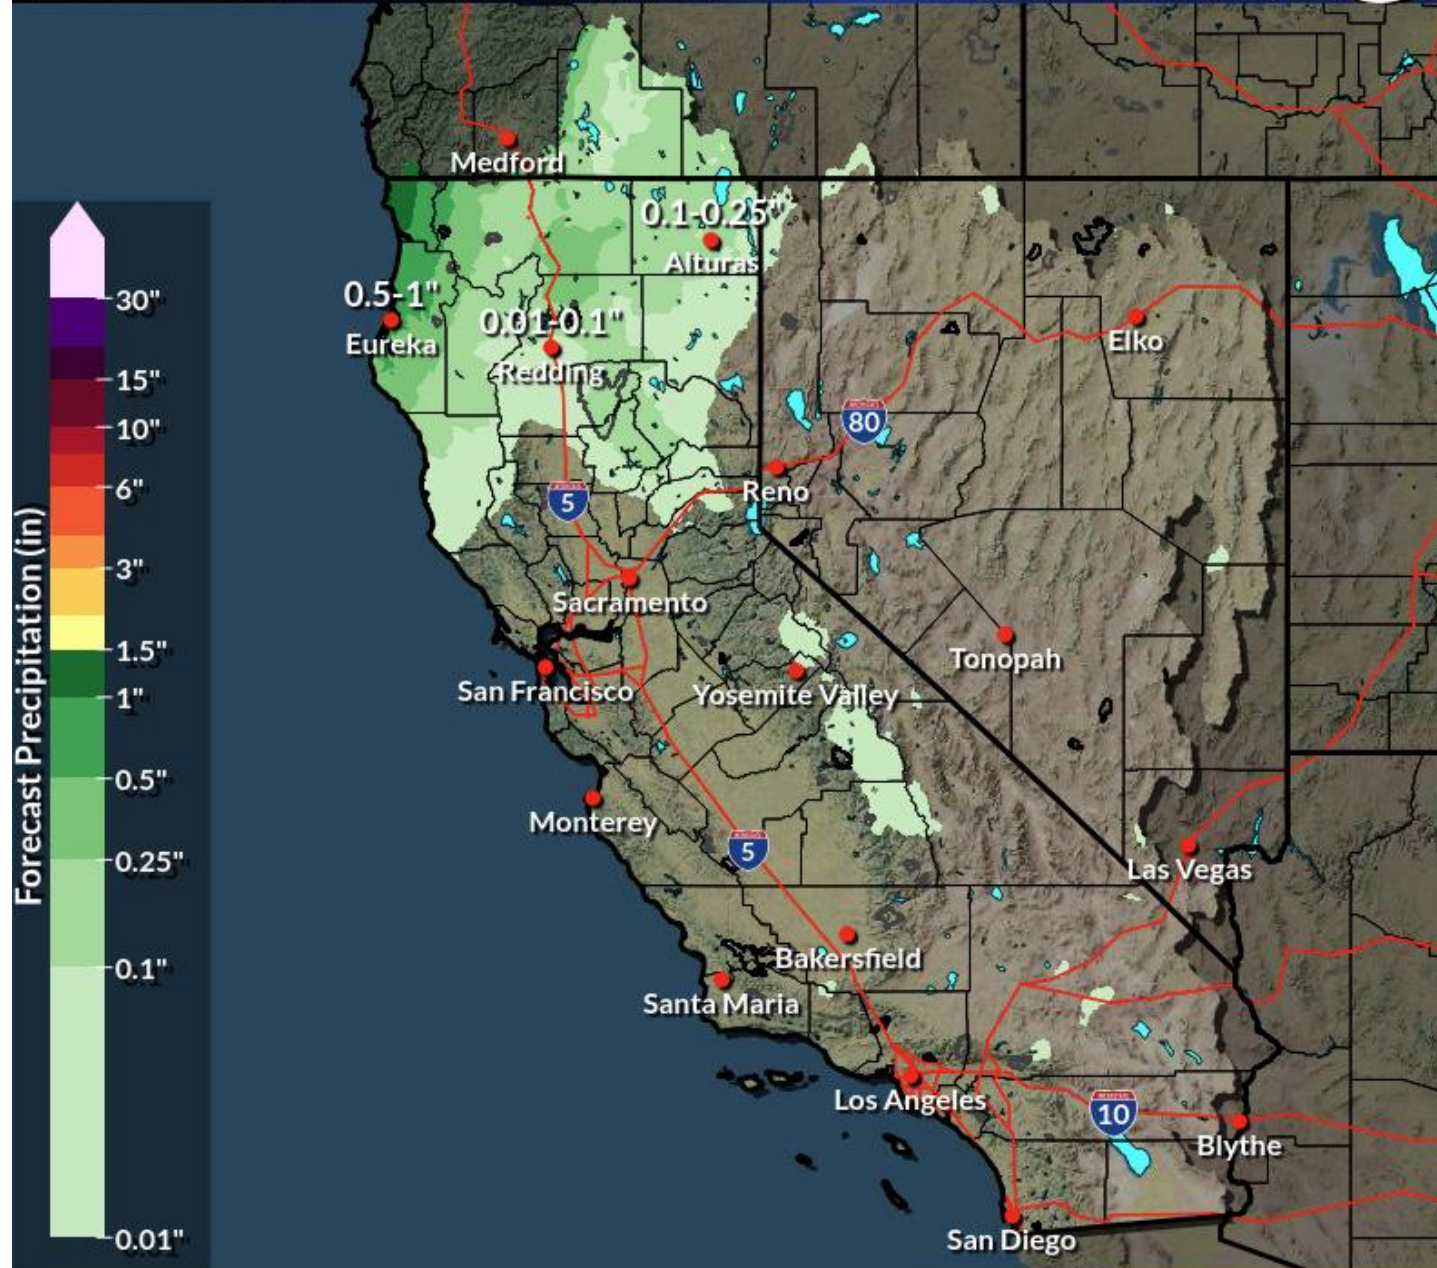 Medford
0.1-0.25"
Alturas
0.5-1"
Eureka
0.01-0.1"
Redding
Elko
80
Reno
5
Sacramento
San Francisco
Yosemite Valley
Tonopah
Monterey
5
Las Vegas
Bakersfield
Santa Maria
Los Angeles
10
Blythe
San Diego
Forecast Precipitation (in)
30"
15"
10"
6"
3"
1.5"
1"
0.5"
0.25"
0.1"
0.01"